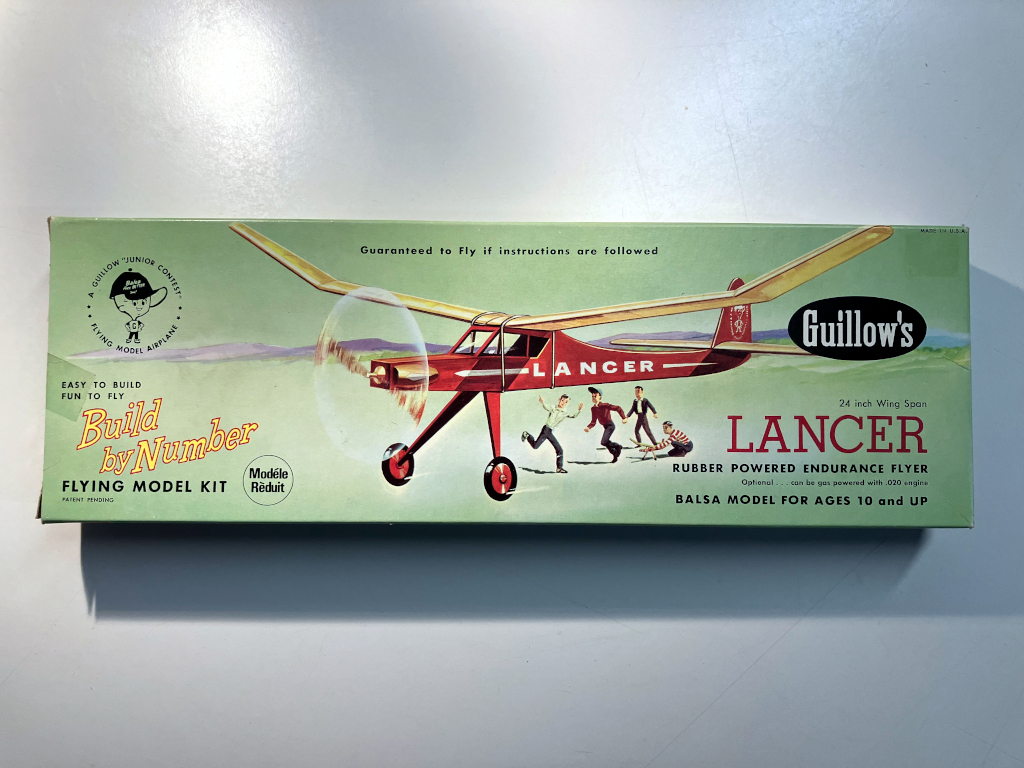 Guaranteed to Fly if instructions are followed
MADE IN U.S.A.
A GUILLOW "JUNIOR CONTEST"
FLYING MODEL AIRPLANE
Balsa
G
Guillow's
LANCER
EASY TO BUILD
FUN TO FLY
Build
by Number
FLYING MODEL KIT
PATENT PENDING
Modéle
Rèduit
24 inch Wing Span
LANCER
RUBBER POWERED ENDURANCE FLYER
Optional . . . can be gas powered with .020 engine
BALSA MODEL FOR AGES 10 and UP